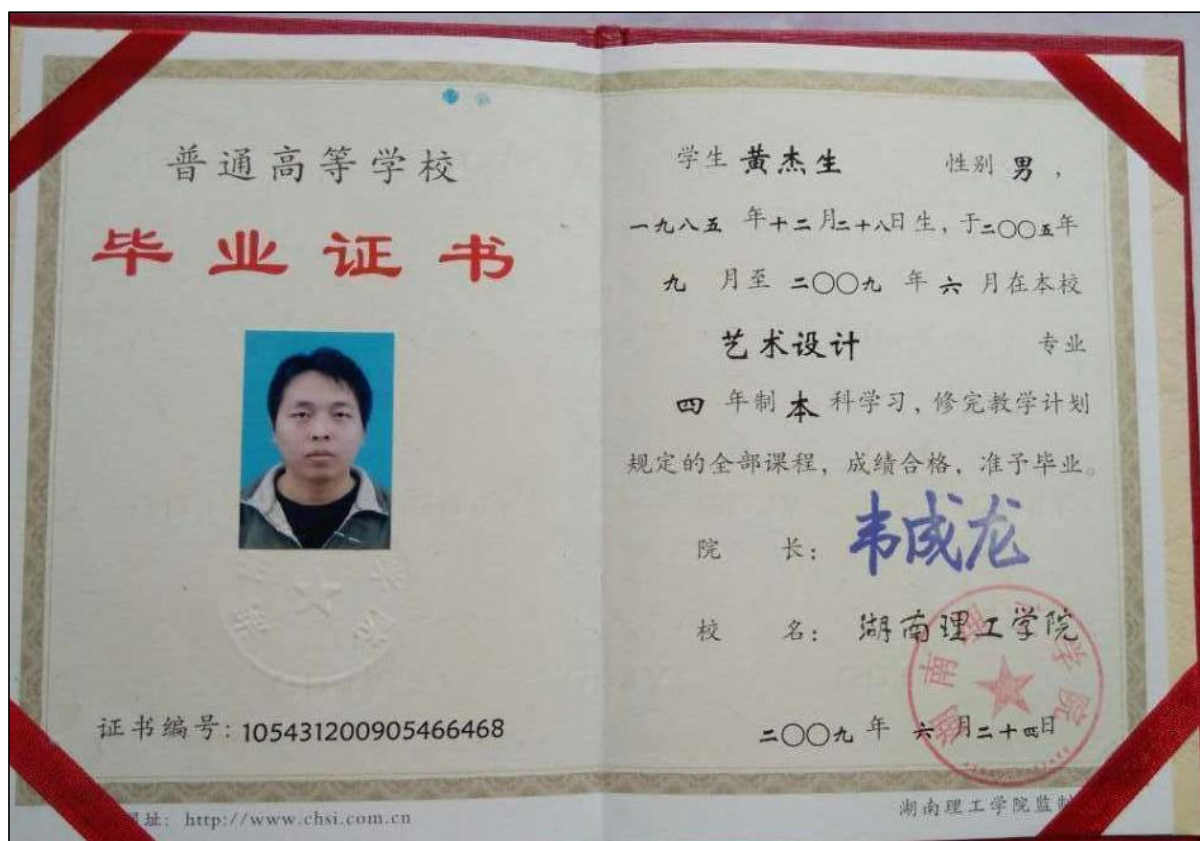 普通高等学校
毕业证书
证书编号：105431200905466468
网址：http://www.chsi.com.cn
学生 黄杰生 性别 男，
一九八五 年十二月二十八日生，于二〇〇五年
九 月至 二〇〇九 年 六 月在本校
艺术设计 专业
四 年制 本 科学习，修完教学计划
规定的全部课程，成绩合格，准予毕业。
院 长：韦成龙
校 名：湖南理工学院
二〇〇九 年 六 月二十四日
湖南理工学院监制